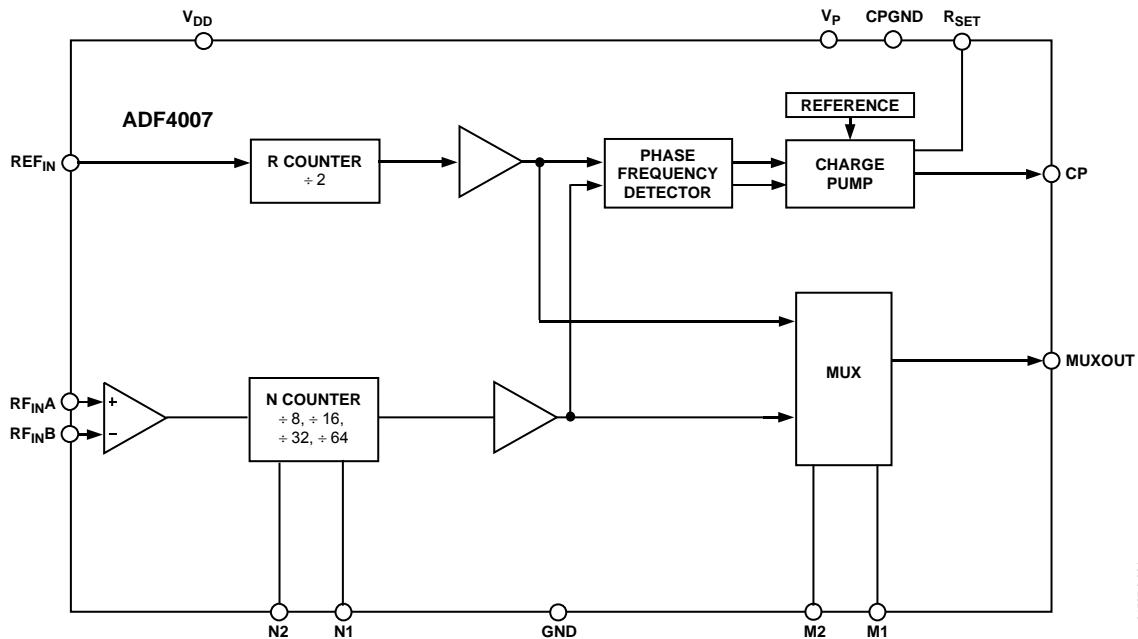 VDD
VP
CPGND
RSET
ADF4007
REFERENCE
REFIN
R COUNTER
÷ 2
PHASE
FREQUENCY
DETECTOR
CHARGE
PUMP
CP
MUX
MUXOUT
RFINA
+
RFINB
−
N COUNTER
÷ 8, ÷ 16,
÷ 32, ÷ 64
N2
N1
GND
M2
M1